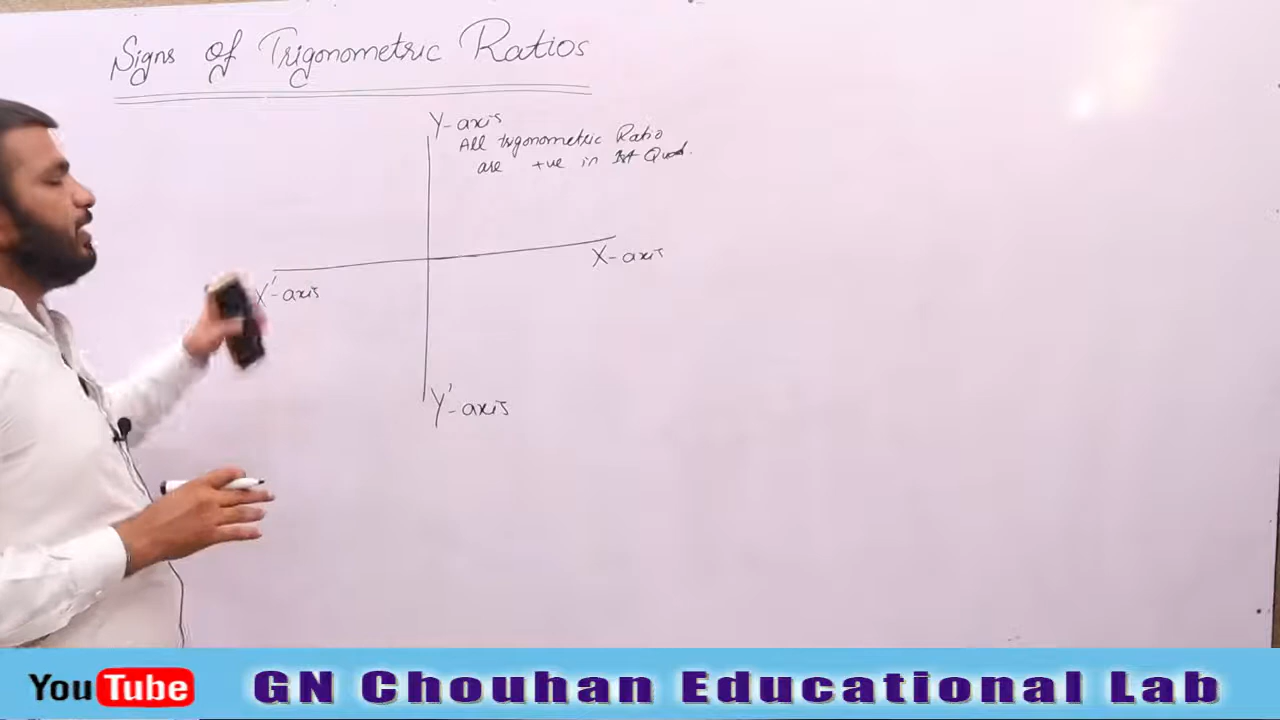 Signs of Trigonometric Ratios
Y-axis
All trigonometric Ratio
are +ve in Ist Quad.
X-axis
X'-axis
Y'-axis
YouTube GN Chouhan Educational Lab